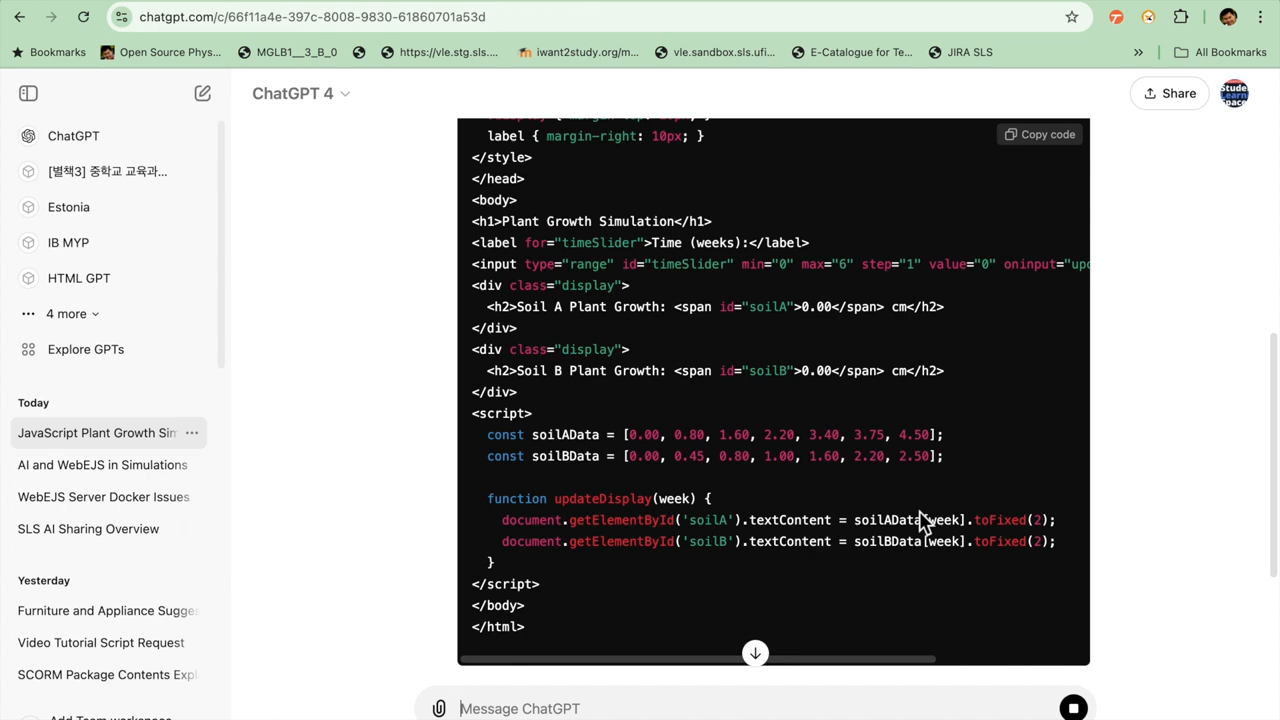 chatgpt.com/c/66f11a4e-397c-8008-9830-61860701a53d
Bookmarks
Open Source Phys...
MGLB1__3_B_0
https://vle.stg.sls....
iwant2study.org/m...
vle.sandbox.sls.ufi...
E-Catalogue for Te...
JIRA SLS
»
All Bookmarks
ChatGPT 4
Share
ChatGPT
[별책3] 중학교 교육과...
Estonia
IB MYP
HTML GPT
4 more
Explore GPTs
Today
JavaScript Plant Growth Sim
AI and WebEJS in Simulations
WebEJS Server Docker Issues
SLS AI Sharing Overview
Yesterday
Furniture and Appliance Sugges
Video Tutorial Script Request
SCORM Package Contents Expl
Add Team workspace
Copy code
label { margin-right: 10px; }
</style>
</head>
<body>
<h1>Plant Growth Simulation</h1>
<label for="timeSlider">Time (weeks):</label>
<input type="range" id="timeSlider" min="0" max="6" step="1" value="0" oninput="upd
<div class="display">
<h2>Soil A Plant Growth: <span id="soilA">0.00</span> cm</h2>
</div>
<div class="display">
<h2>Soil B Plant Growth: <span id="soilB">0.00</span> cm</h2>
</div>
<script>
const soilAData = [0.00, 0.80, 1.60, 2.20, 3.40, 3.75, 4.50];
const soilBData = [0.00, 0.45, 0.80, 1.00, 1.60, 2.20, 2.50];
function updateDisplay(week) {
document.getElementById('soilA').textContent = soilAData[week].toFixed(2);
document.getElementById('soilB').textContent = soilBData[week].toFixed(2);
}
</script>
</body>
</html>
Message ChatGPT